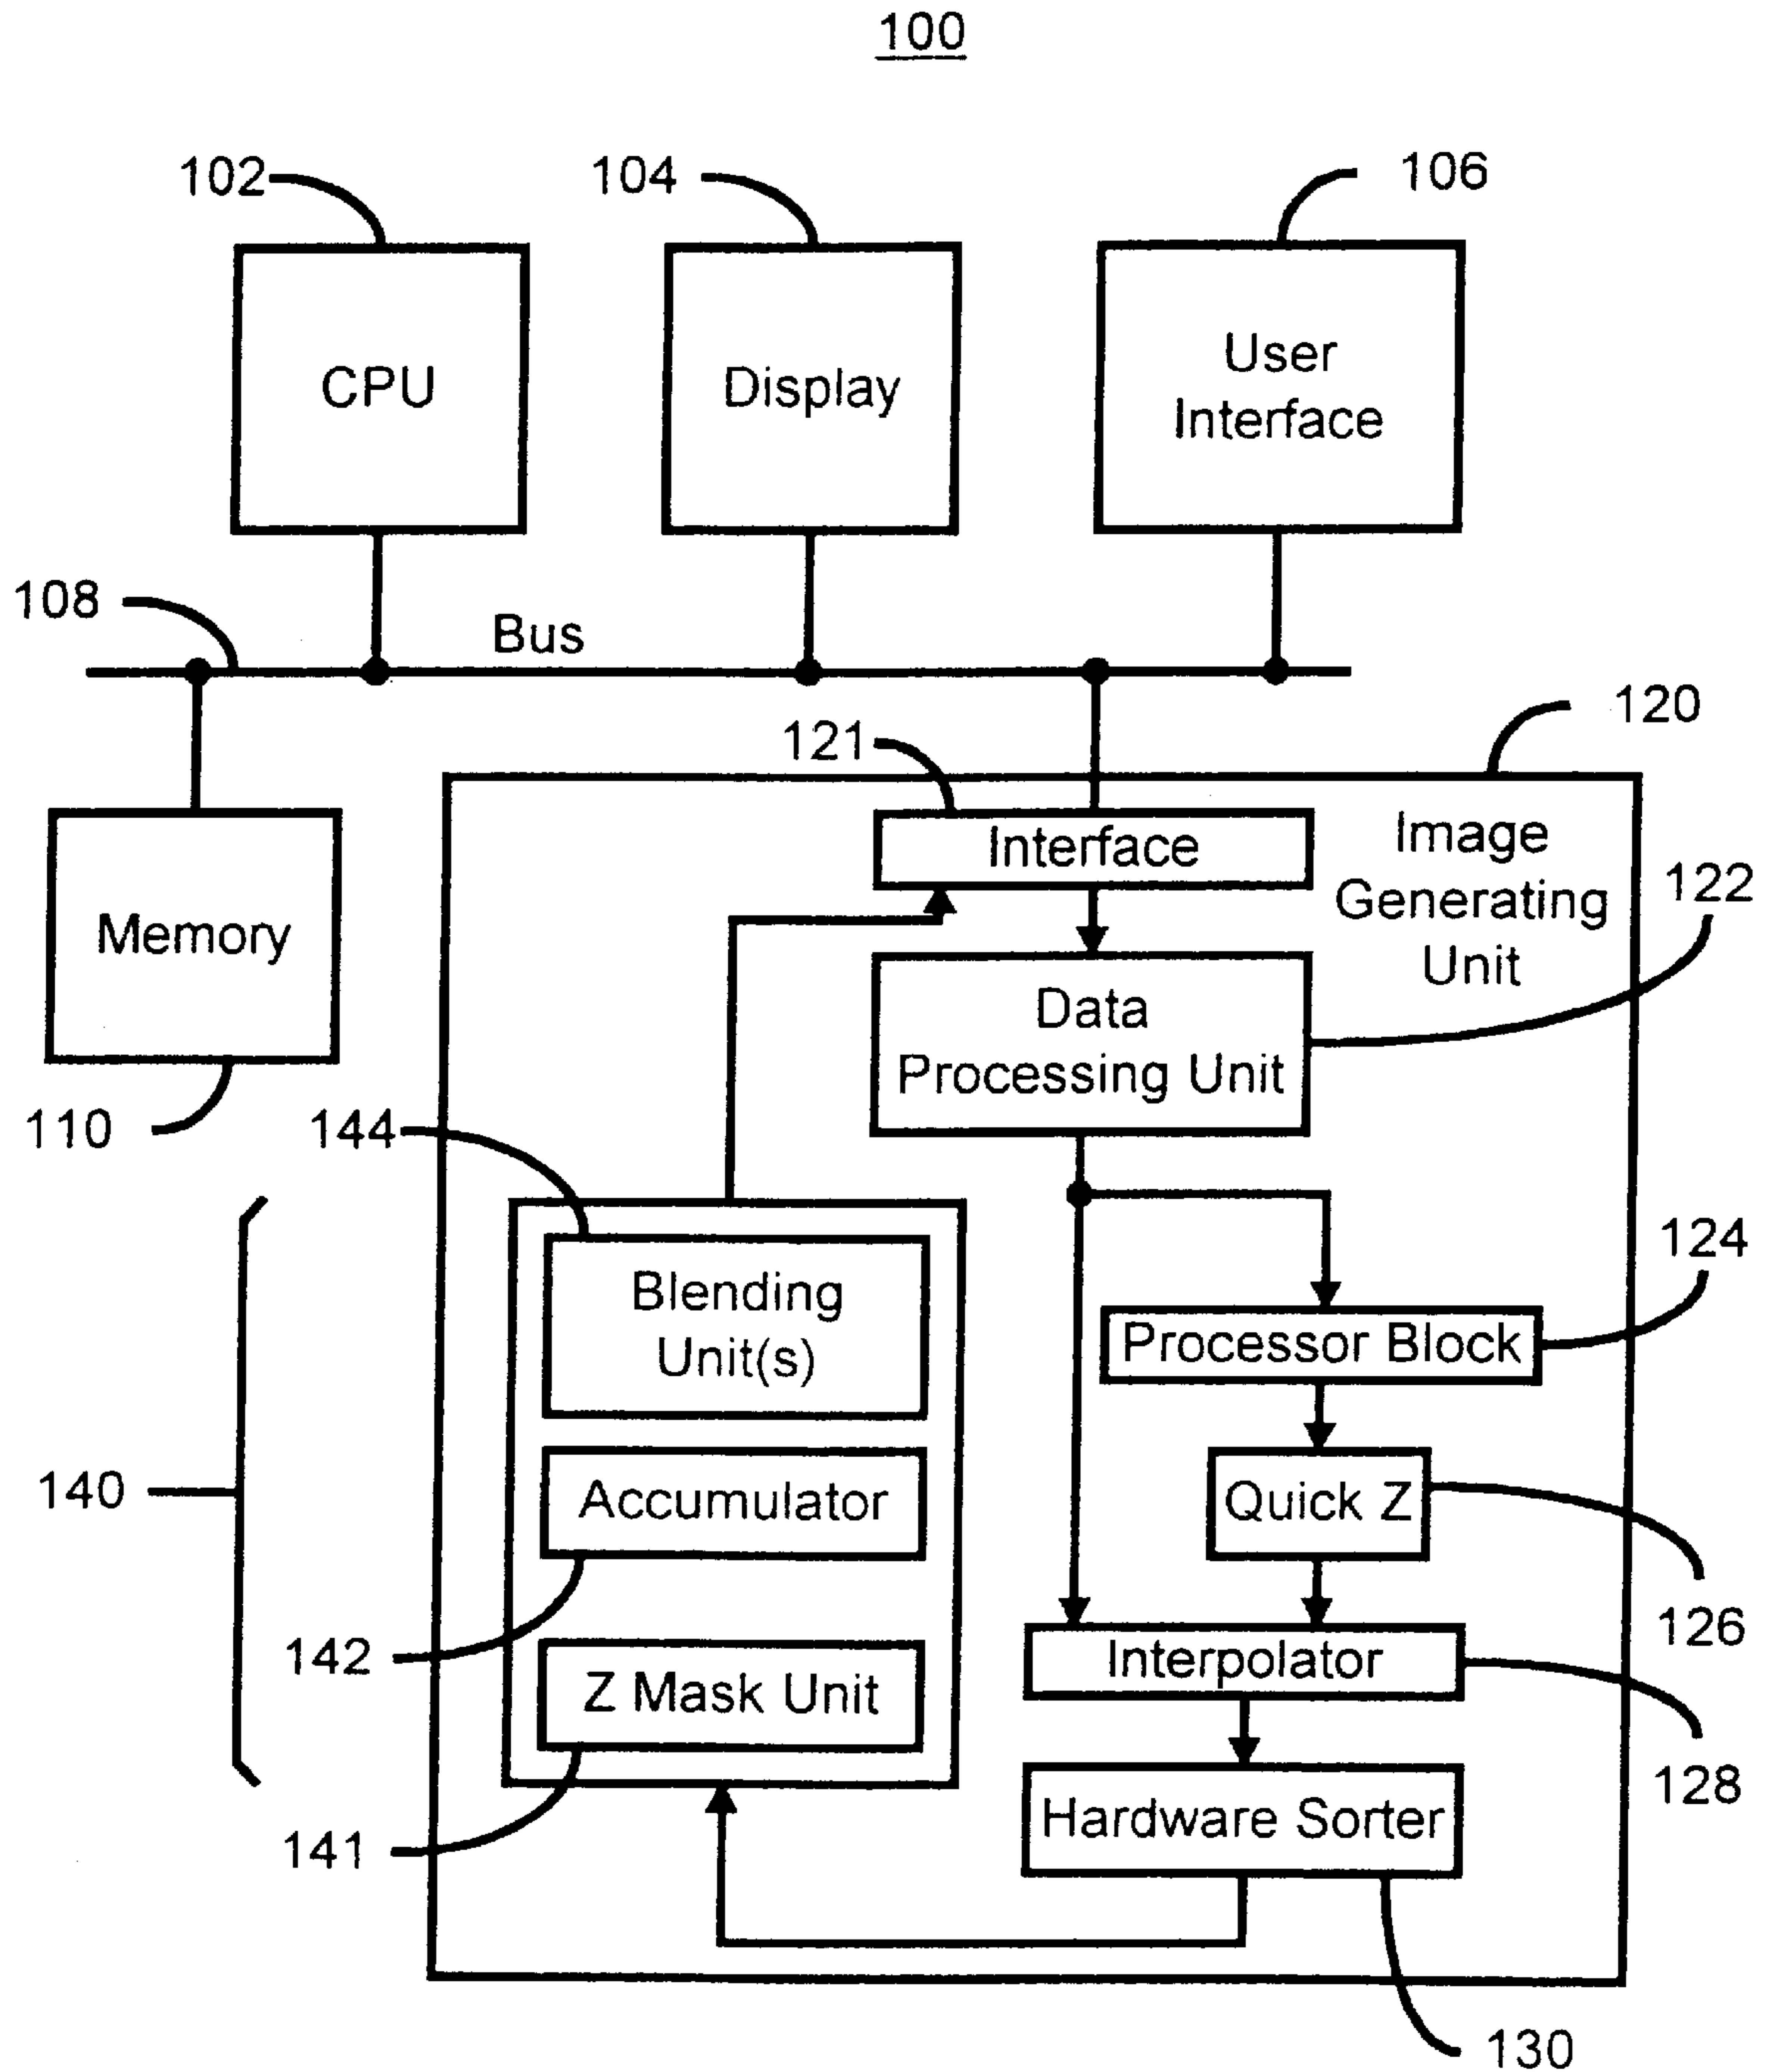 100
102
104
106
CPU
Display
User
Interface
108
Bus
120
121
Interface
Image
Generating
Unit
122
Memory
Data
Processing Unit
110
144
124
Blending
Unit(s)
Processor Block
140
Accumulator
Quick Z
126
142
Interpolator
Z Mask Unit
128
141
Hardware Sorter
130